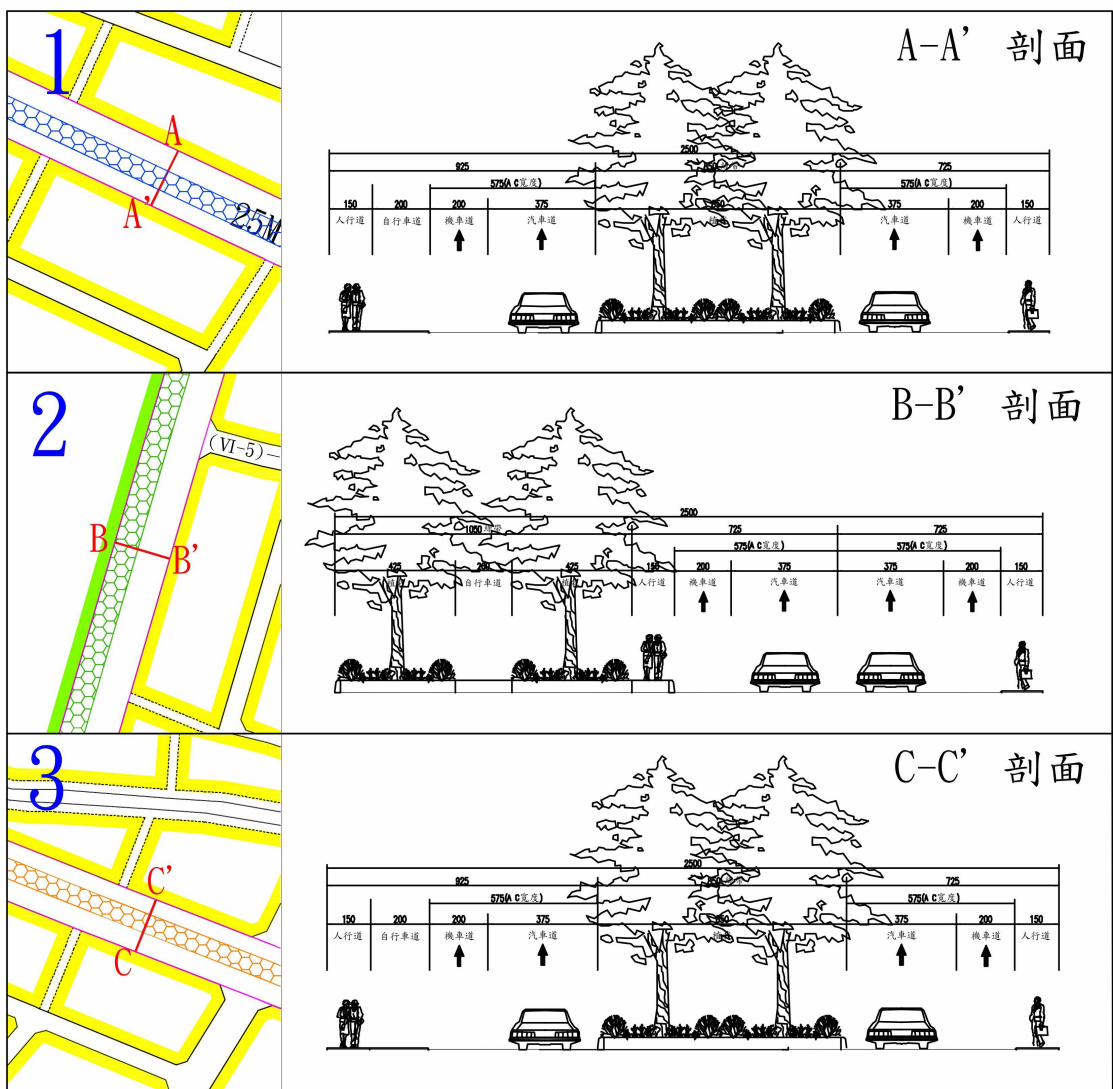 1
A
A'
25M
A-A' 剖面
2500
925
725
575(A C寬度)
575(A C寬度)
150 200 200 375 375 200 150
人行道 自行車道 機車道 汽車道 汽車道 機車道 人行道
2
(VI-5)
B
B'
B-B' 剖面
2500
1050 725 725
575(A C寬度) 575(A C寬度)
425 425 200 375 375 200 150
自行車道 人行道 機車道 汽車道 汽車道 機車道 人行道
3
C'
C
C-C' 剖面
2500
925
725
575(A C寬度)
575(A C寬度)
150 200 200 375 375 200 150
人行道 自行車道 機車道 汽車道 汽車道 機車道 人行道